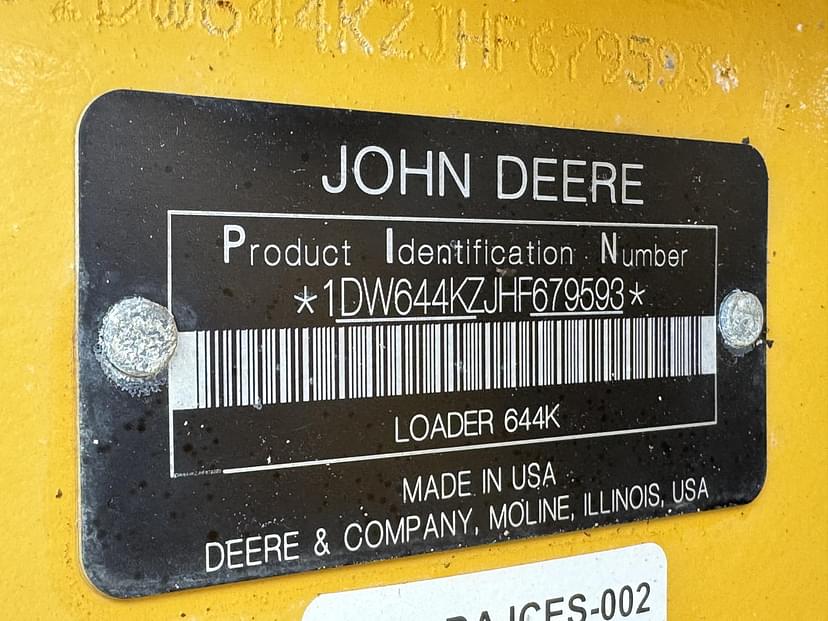 *1DW644KZJHF679593*
JOHN DEERE
Product Identification Number
*1DW644KZJHF679593*
LOADER 644K
MADE IN USA
DEERE & COMPANY, MOLINE, ILLINOIS, USA